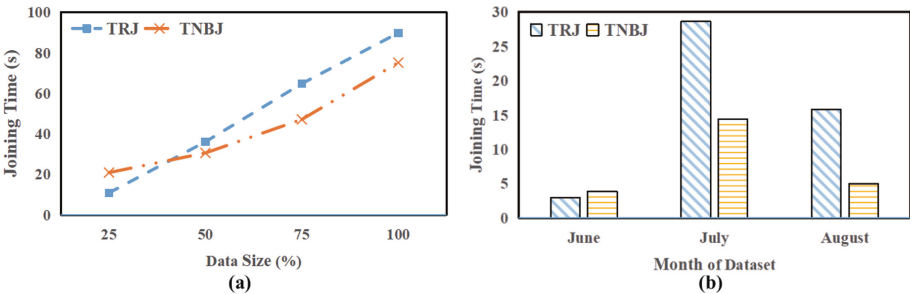 (a)
TRJ TNBJ
Joining Time (s)
100
80
60
40
20
0
25 50 75 100
Data Size (%)
(a)
TRJ TNBJ
Joining Time (s)
30
25
20
15
10
5
0
June July August
Month of Dataset
(b)